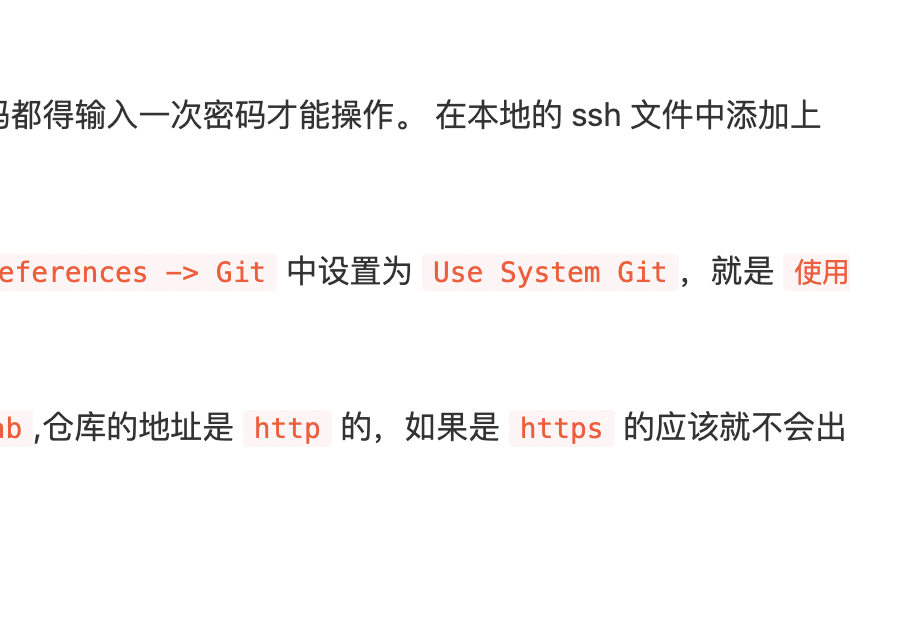 都得输入一次密码才能操作。 在本地的 ssh 文件中添加上
eferences —> Git 中设置为 Use System Git，就是 使用
ab ,仓库的地址是 http 的，如果是 https 的应该就不会出